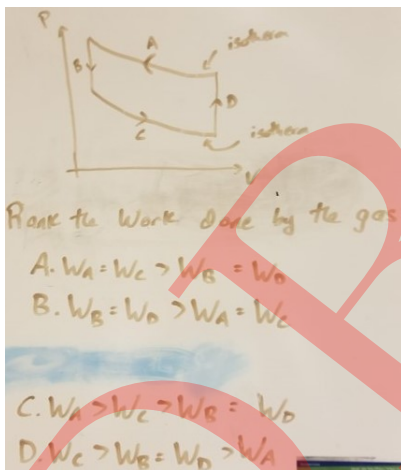 P
A
isotherm
B
D
C
isotherm
V
Rank the Work done by the gas
A. WA = WC > WB = WD
B. WB = WD > WA = WC
C. WA > WC > WB = WD
D. WC > WB = WD > WA